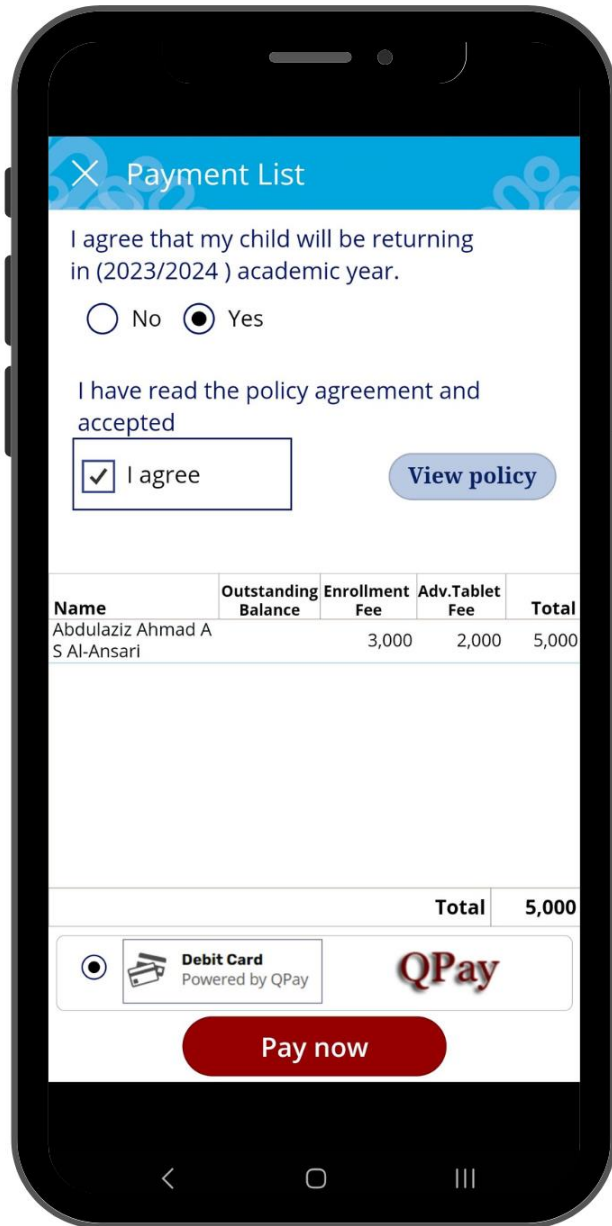 Payment List
I agree that my child will be returning
in (2023/2024 ) academic year.
No Yes
I have read the policy agreement and
accepted
I agree View policy
Name Outstanding Balance Enrollment Fee Adv.Tablet Fee Total
Abdulaziz Ahmad A
S Al-Ansari 3,000 2,000 5,000
Total 5,000
Debit Card
Powered by QPay QPay
Pay now